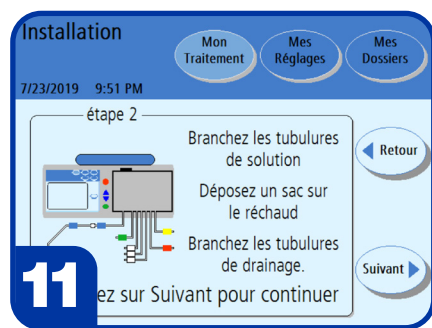 Installation
Mon
Traitement
Mes
Réglages
Mes
Dossiers
7/23/2019 9:51 PM
étape 2
Branchez les tubulures
de solution
Déposez un sac sur
le réchaud
Branchez les tubulures
de drainage.
Retour
Suivant
ez sur Suivant pour continuer
11